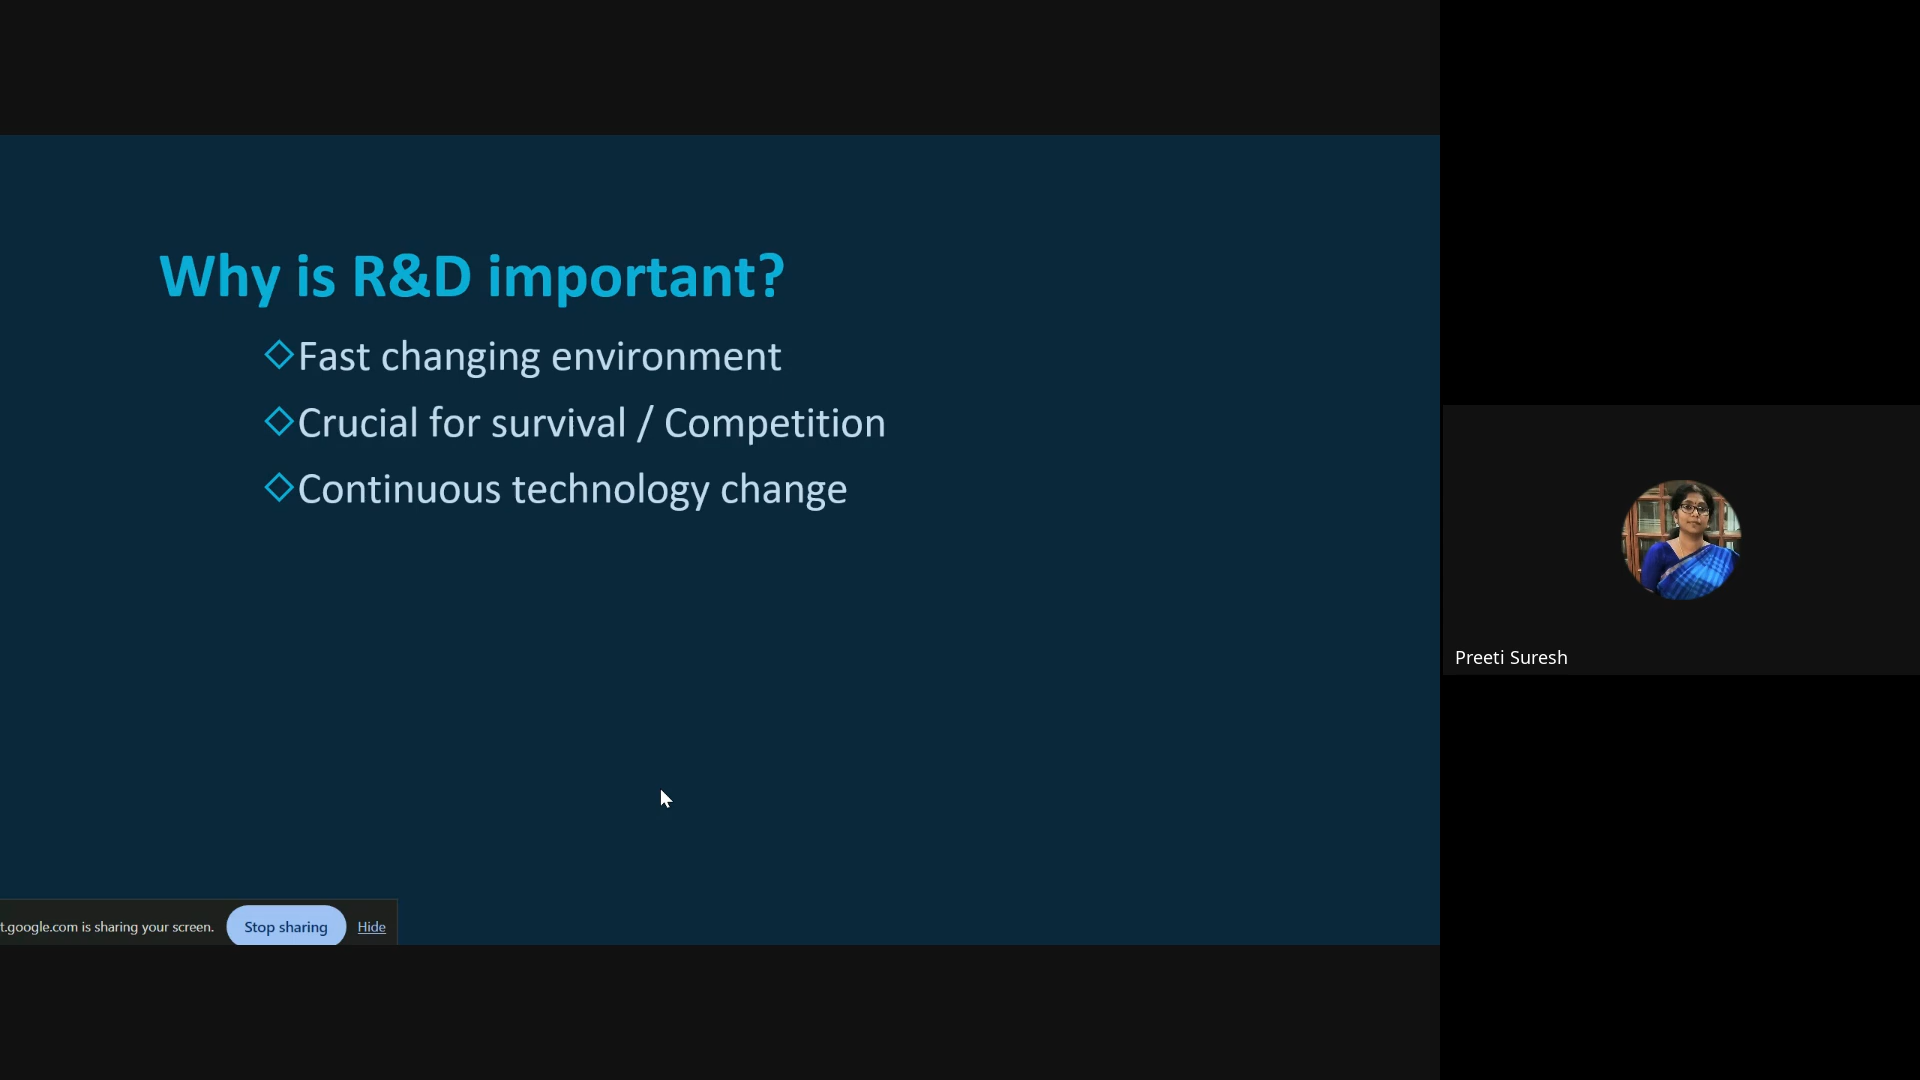 Why is R&D important?
Fast changing environment
Crucial for survival / Competition
Continuous technology change
Preeti Suresh
t.google.com is sharing your screen. Stop sharing Hide